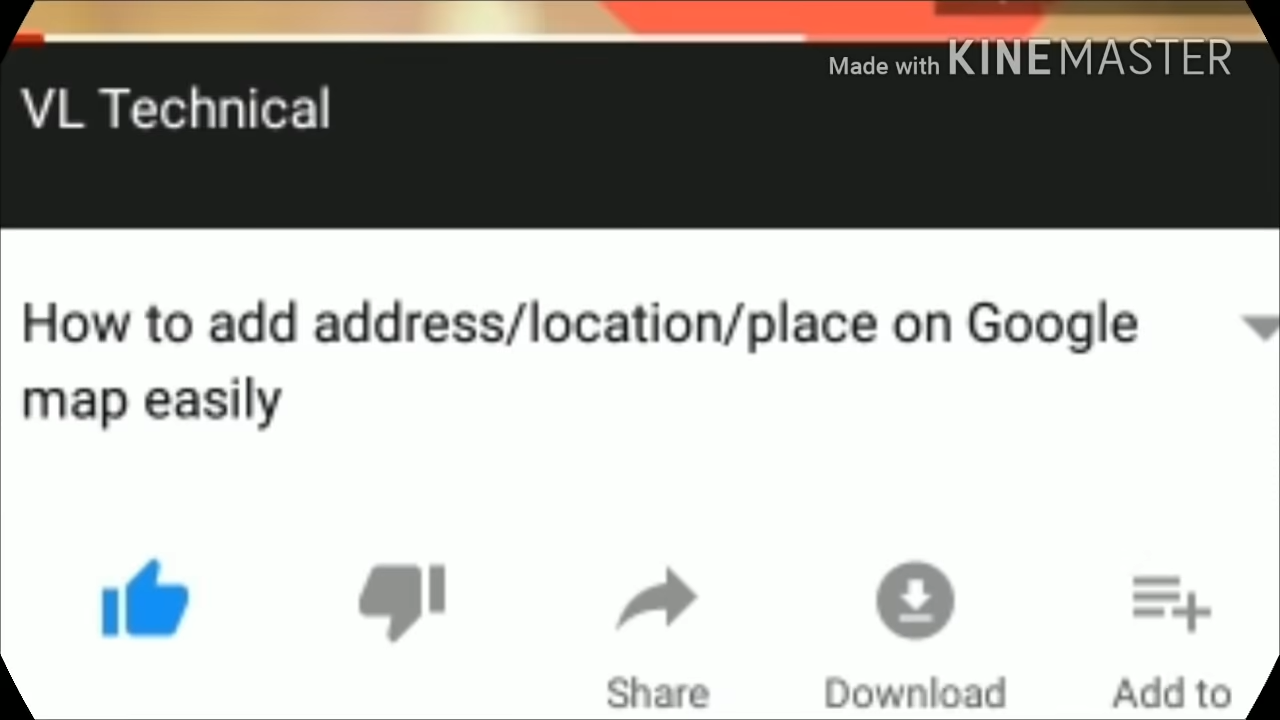 Made with KINEMASTER
VL Technical
How to add address/location/place on Google
map easily
Share
Download
Add to